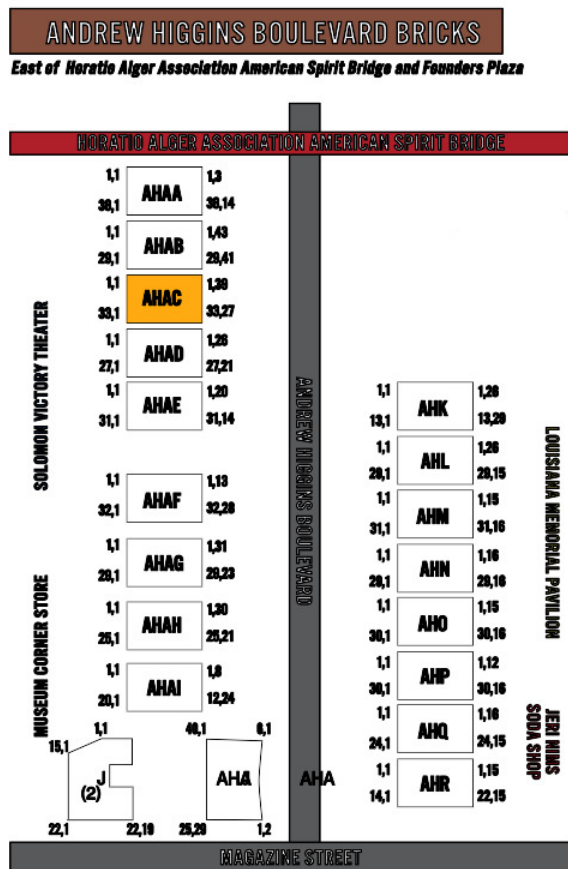 ANDREW HIGGINS BOULEVARD BRICKS
East of Horatio Alger Association American Spirit Bridge and Founders Plaza
HORATIO ALGER ASSOCIATION AMERICAN SPIRIT BRIDGE
1,1 1,3
AHAA
38,1 38,14
1,1 1,43
AHAB
29,1 29,41
1,1 1,39
AHAC
33,1 33,27
1,1 1,26
AHAD
27,1 27,21
1,1 1,20
AHAE
31,1 31,14
1,1 1,13
AHAF
32,1 32,28
1,1 1,31
AHAG
29,1 29,23
1,1 1,30
AHAH
25,1 25,21
1,1 1,8
AHAI
20,1 12,24
SOLOMON VICTORY THEATER
MUSEUM CORNER STORE
1,1
15,1
J
(2)
22,1 22,19
40,1
AHA
25,29 1,2
ANDREW HIGGINS BOULEVARD
AHA
1,1 1,26
AHK
13,1 13,29
1,1 1,26
AHL
29,1 29,15
1,1 1,15
AHM
31,1 31,16
1,1 1,16
AHN
29,1 29,16
1,1 1,15
AHO
30,1 30,16
1,1 1,12
AHP
30,1 30,16
1,1 1,16
AHQ
24,1 24,15
1,1 1,15
AHR
14,1 22,15
LOUISIANA MEMORIAL PAVILION
JERI NIMS
SODA SHOP
MAGAZINE STREET